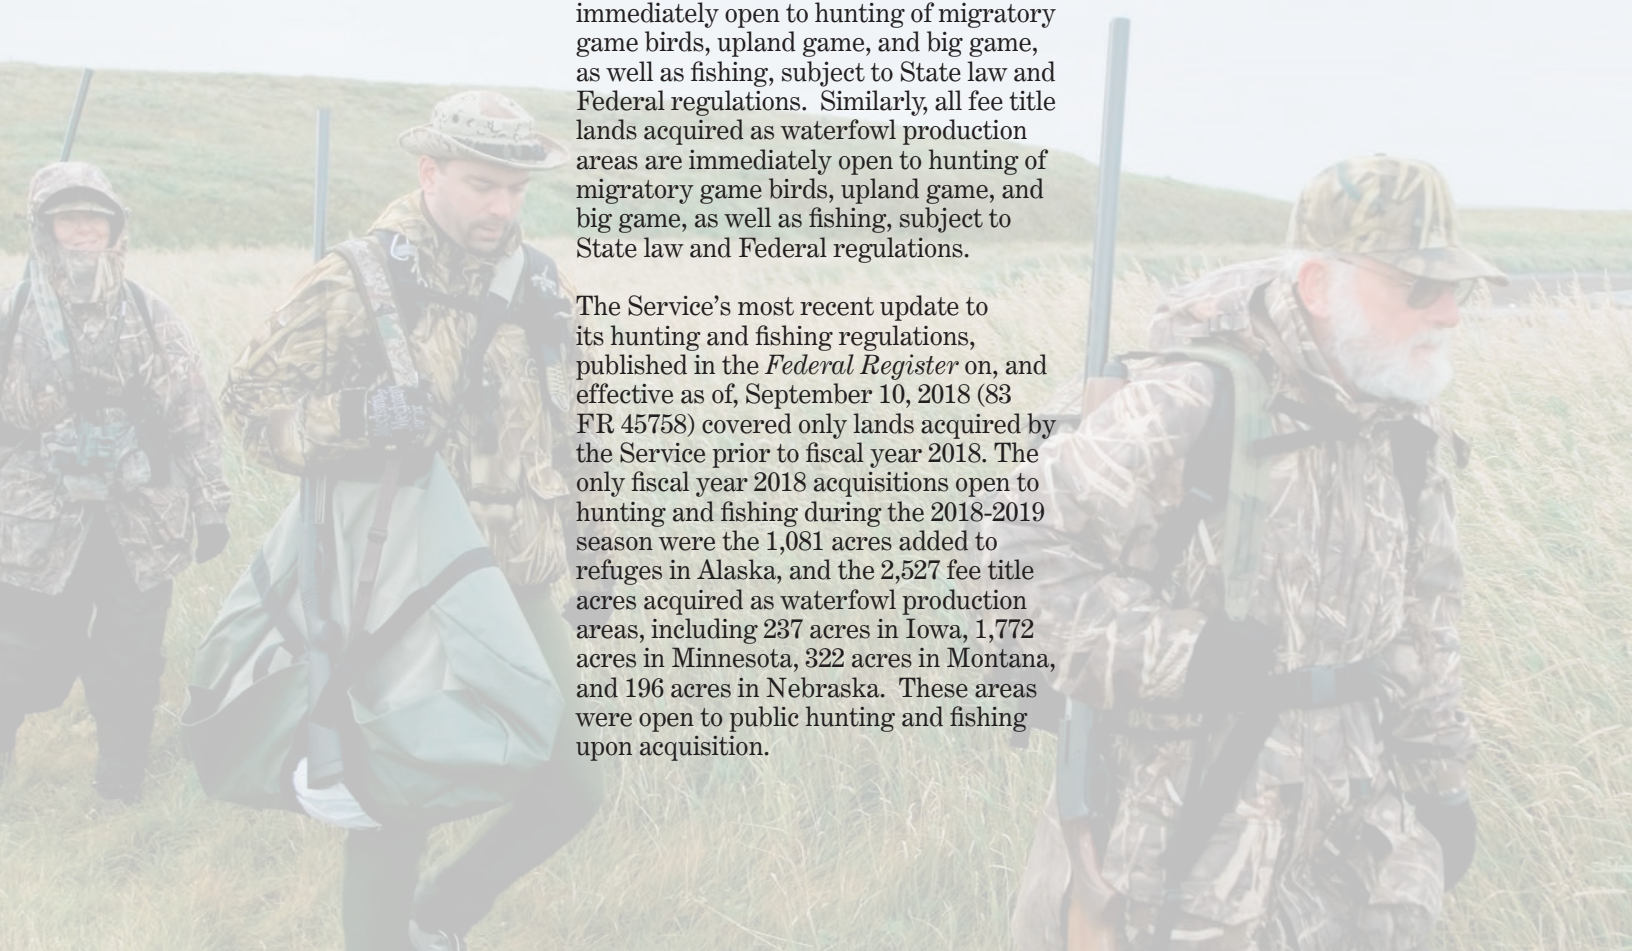 immediately open to hunting of migratory
game birds, upland game, and big game,
as well as fishing, subject to State law and
Federal regulations.  Similarly, all fee title
lands acquired as waterfowl production
areas are immediately open to hunting of
migratory game birds, upland game, and
big game, as well as fishing, subject to
State law and Federal regulations.

The Service’s most recent update to
its hunting and fishing regulations,
published in the Federal Register on, and
effective as of, September 10, 2018 (83
FR 45758) covered only lands acquired by
the Service prior to fiscal year 2018. The
only fiscal year 2018 acquisitions open to
hunting and fishing during the 2018-2019
season were the 1,081 acres added to
refuges in Alaska, and the 2,527 fee title
acres acquired as waterfowl production
areas, including 237 acres in Iowa, 1,772
acres in Minnesota, 322 acres in Montana,
and 196 acres in Nebraska.  These areas
were open to public hunting and fishing
upon acquisition.